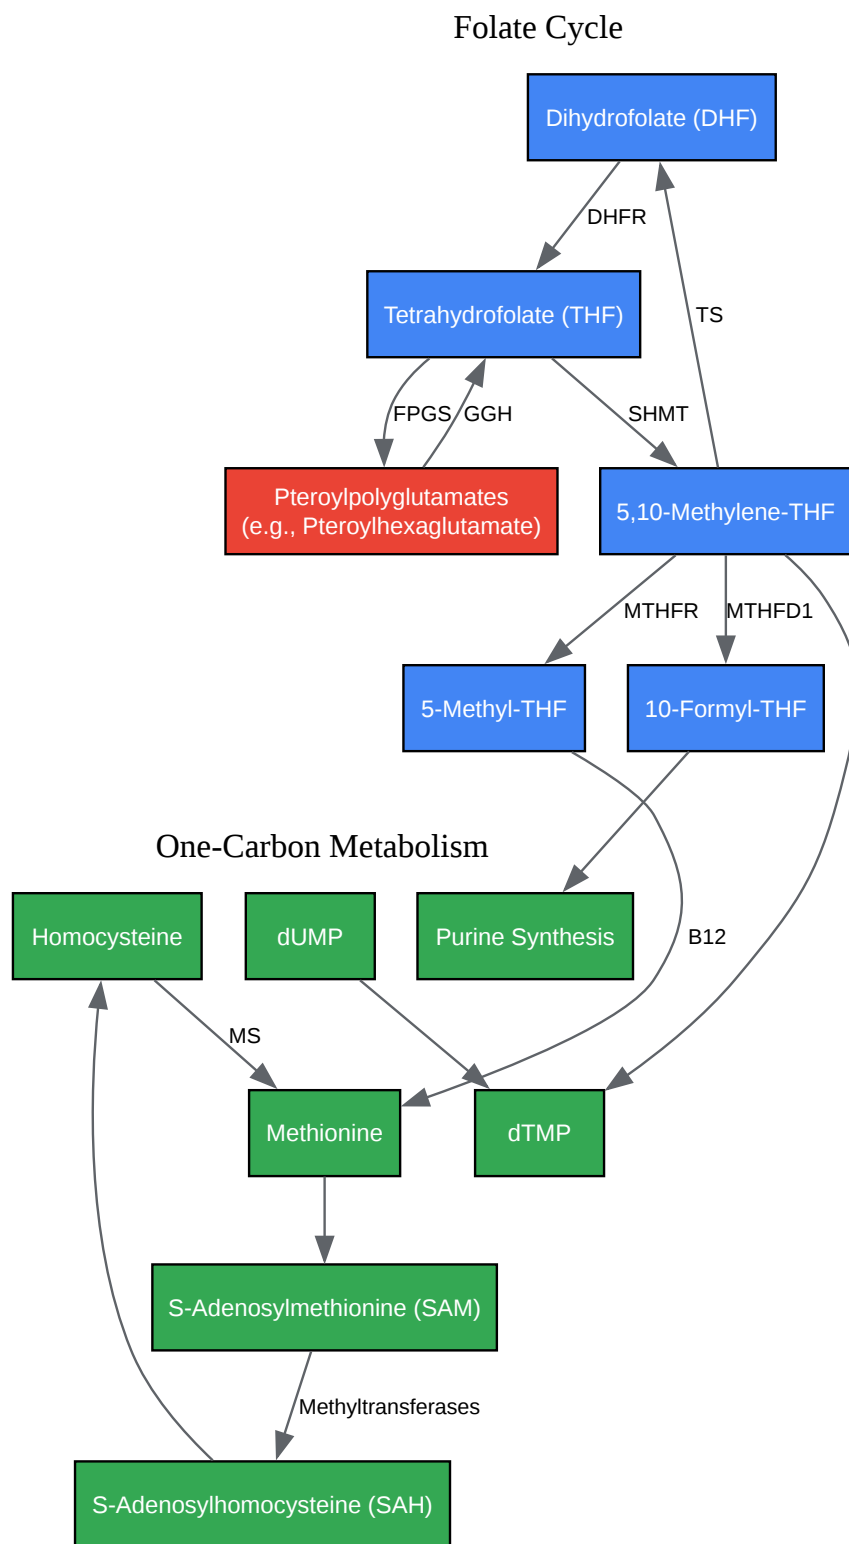 Folate Cycle
Dihydrofolate (DHF)
DHFR
Tetrahydrofolate (THF)
TS
FPGS
GGH
SHMT
Pteroylpolyglutamates
(e.g., Pteroylhexaglutamate)
5,10-Methylene-THF
MTHFR
MTHFD1
5-Methyl-THF
10-Formyl-THF
One-Carbon Metabolism
Homocysteine
dUMP
Purine Synthesis
B12
MS
Methionine
dTMP
S-Adenosylmethionine (SAM)
Methyltransferases
S-Adenosylhomocysteine (SAH)